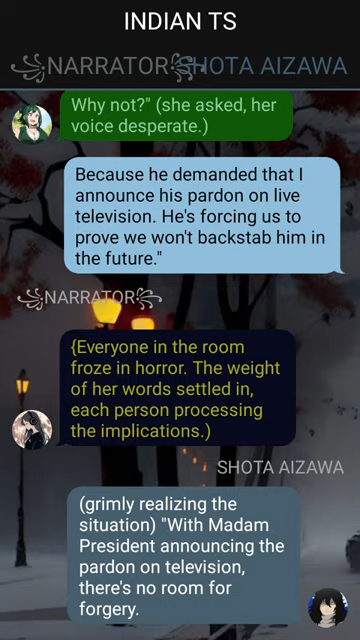 INDIAN TS
꧁NARRATOR꧂
SHOTA AIZAWA
Why not?" (she asked, her
voice desperate.)
Because he demanded that I
announce his pardon on live
television. He's forcing us to
prove we won't backstab him in
the future."
꧁NARRATOR꧂
{Everyone in the room
froze in horror. The weight
of her words settled in,
each person processing
the implications.)
SHOTA AIZAWA
(grimly realizing the
situation) "With Madam
President announcing the
pardon on television,
there's no room for
forgery.